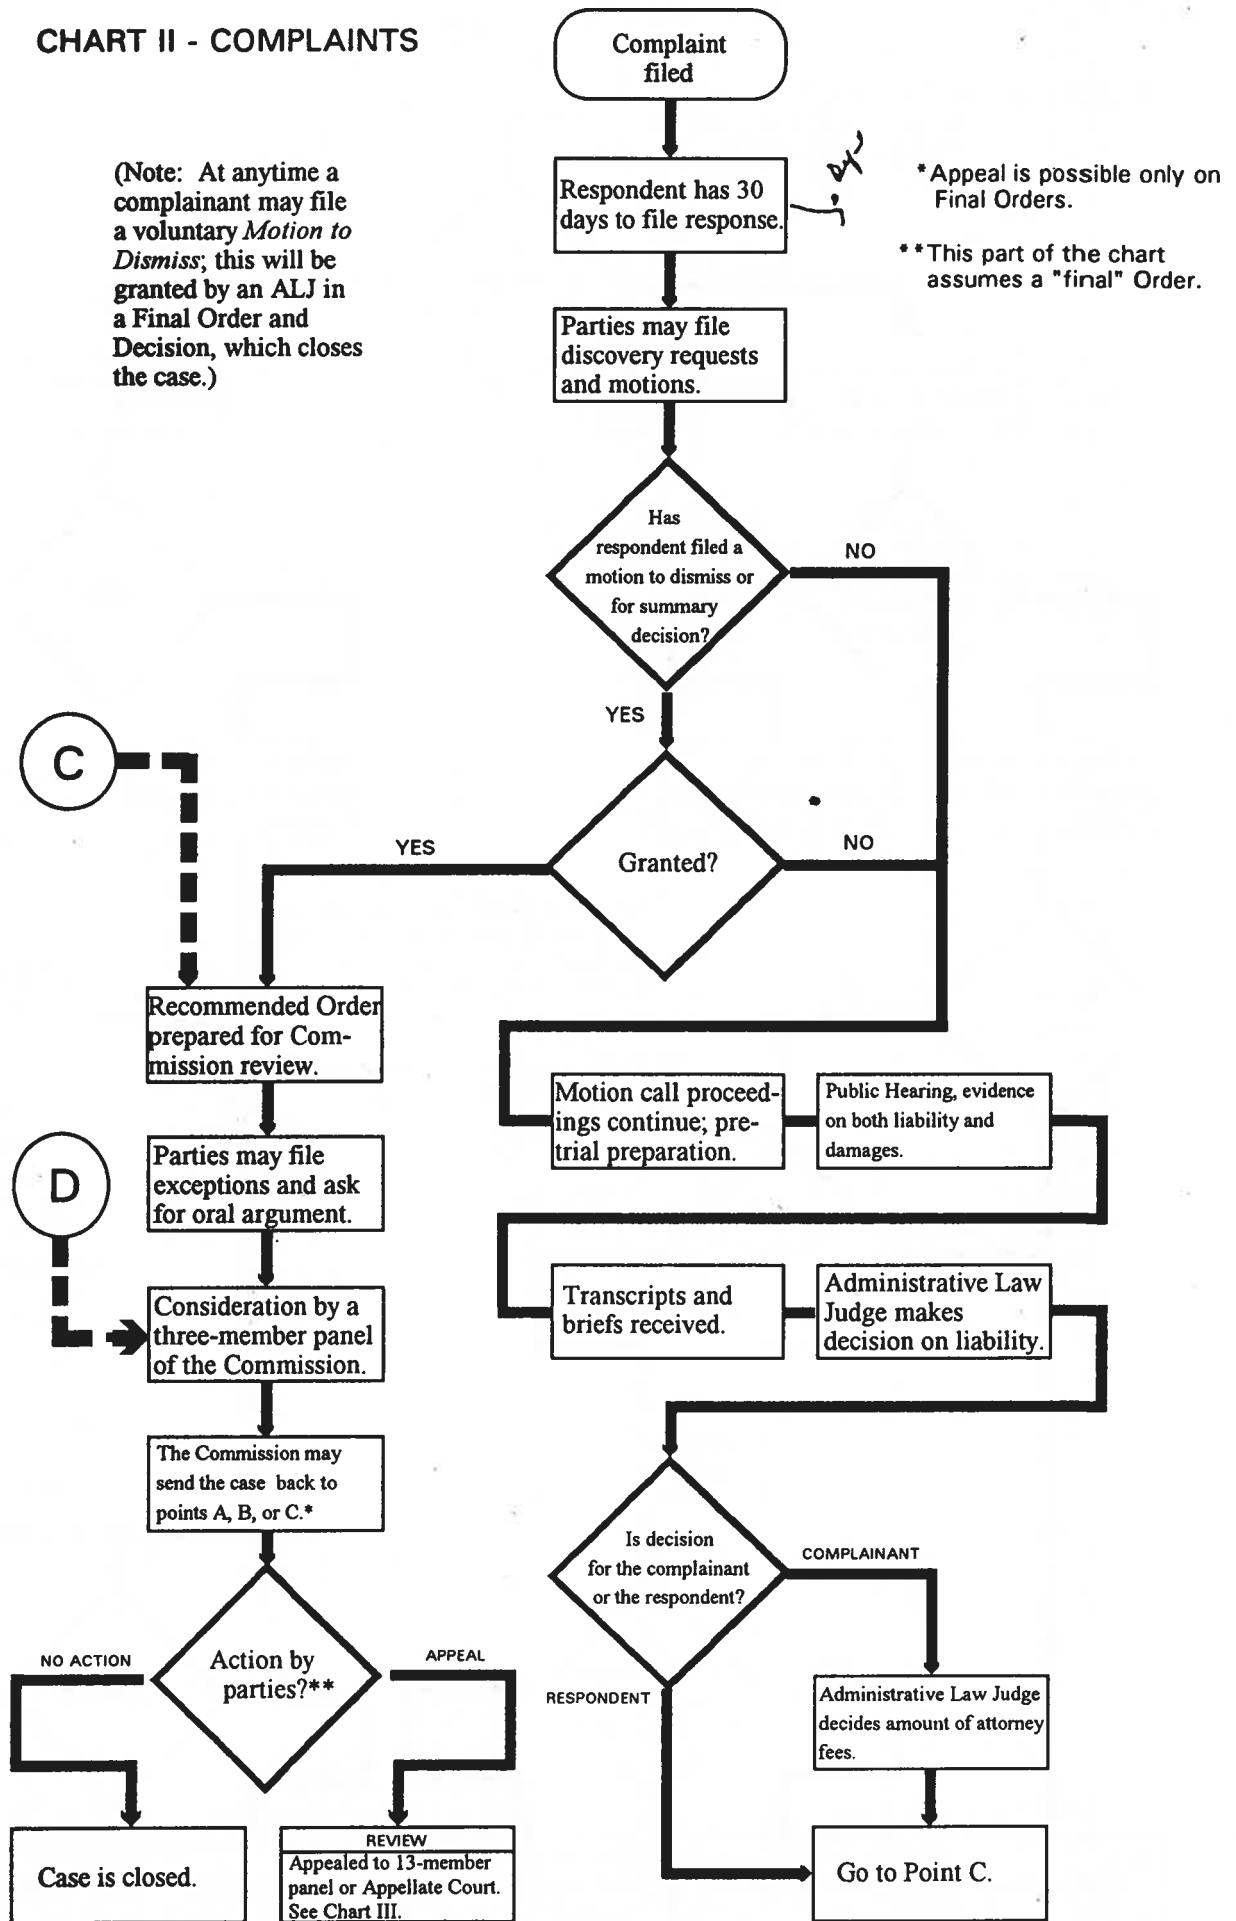 CHART II - COMPLAINTS
Complaint
filed
(Note: At anytime a
complainant may file
a voluntary Motion to
Dismiss; this will be
granted by an ALJ in
a Final Order and
Decision, which closes
the case.)
Respondent has 30
days to file response.
*Appeal is possible only on
Final Orders.
**This part of the chart
assumes a "final" Order.
Parties may file
discovery requests
and motions.
Has
respondent filed a
motion to dismiss or
for summary
decision?
NO
YES
C
Granted?
YES
NO
Recommended Order
prepared for Com-
mission review.
Motion call proceed-
ings continue; pre-
trial preparation.
Public Hearing, evidence
on both liability and
damages.
D
Parties may file
exceptions and ask
for oral argument.
Consideration by a
three-member panel
of the Commission.
Transcripts and
briefs received.
Administrative Law
Judge makes
decision on liability.
The Commission may
send the case back to
points A, B, or C.*
Is decision
for the complainant
or the respondent?
COMPLAINANT
RESPONDENT
Action by
parties?**
NO ACTION
APPEAL
Administrative Law Judge
decides amount of attorney
fees.
Case is closed.
REVIEW
Appealed to 13-member
panel or Appellate Court.
See Chart III.
Go to Point C.